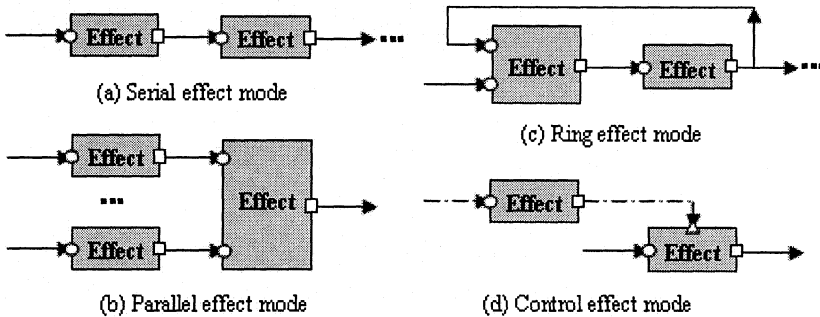 Effect Effect ...
(a) Serial effect mode
Effect
...
Effect
Effect
(b) Parallel effect mode
Effect Effect ...
(c) Ring effect mode
Effect
Effect
(d) Control effect mode